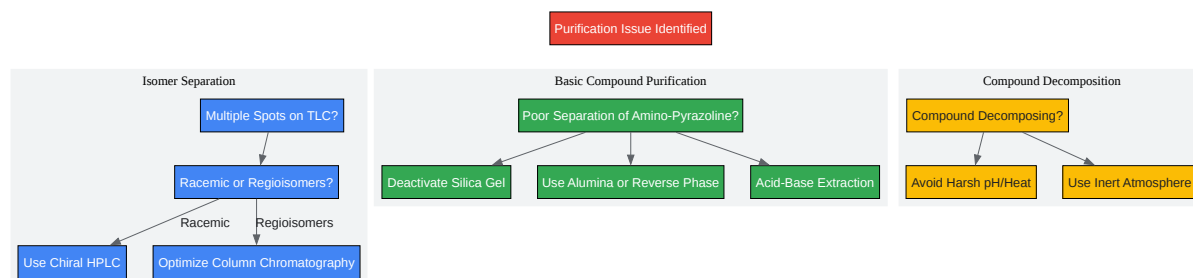 Purification Issue Identified
Isomer Separation
Multiple Spots on TLC?
Racemic or Regioisomers?
Racemic
Regioisomers
Use Chiral HPLC
Optimize Column Chromatography
Basic Compound Purification
Poor Separation of Amino-Pyrazoline?
Deactivate Silica Gel
Use Alumina or Reverse Phase
Acid-Base Extraction
Compound Decomposition
Compound Decomposing?
Avoid Harsh pH/Heat
Use Inert Atmosphere